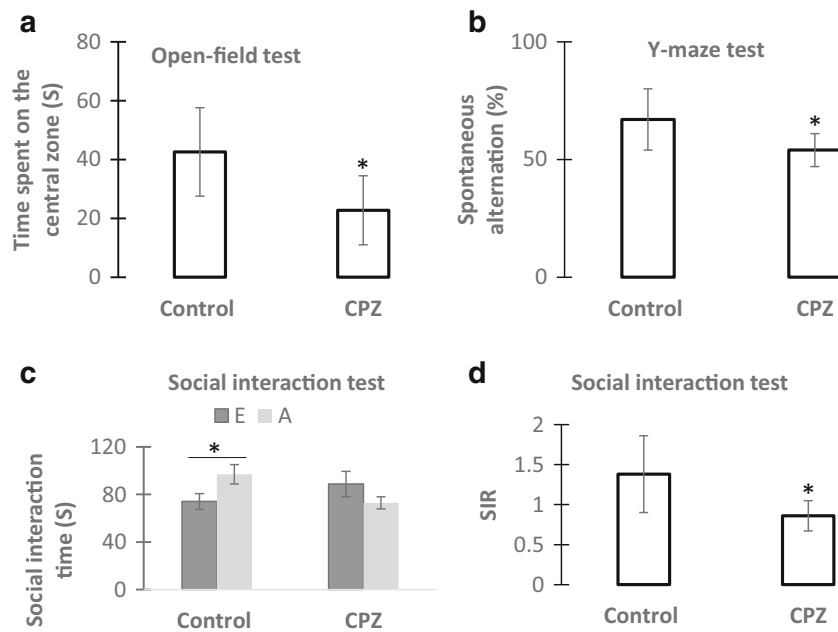 a
Open-field test
Time spent on the
central zone (S)
80
60
40
20
0
*
Control
CPZ
b
Y-maze test
Spontaneous
alternation (%)
100
50
0
*
Control
CPZ
c
Social interaction test
E
A
Social interaction
time (S)
120
80
40
0
*
Control
CPZ
d
Social interaction test
SIR
2
1.5
1
0.5
0
*
Control
CPZ